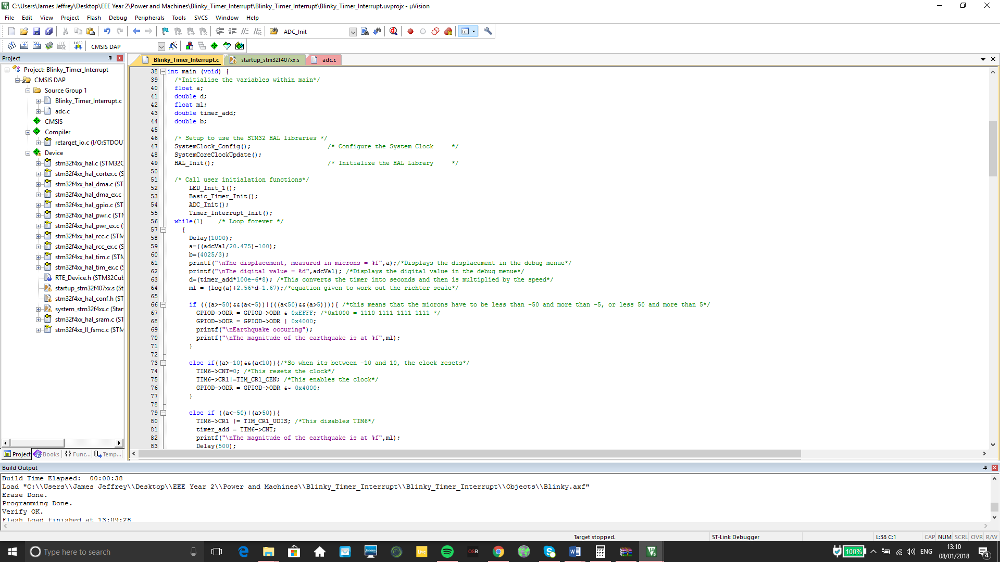 C:\Users\James Jeffrey\Desktop\EEE Year 2\Power and Machines\Blinky_Timer_Interrupt\Blinky_Timer_Interrupt\Blinky_Timer_Interrupt.uvprojx - µVision
File Edit View Project Flash Debug Peripherals Tools SVCS Window Help
ADC_Init
LOAD CMSIS DAP
Project
Blinky_Timer_Interrupt.c startup_stm32f407xx.s adc.c
Project: Blinky_Timer_Interrupt
CMSIS DAP
Source Group 1
Blinky_Timer_Interrupt.c
adc.c
CMSIS
Compiler
retarget_io.c (I/O:STDOU
Device
stm32f4xx_hal.c (STM32C
stm32f4xx_hal_cortex.c (S
stm32f4xx_hal_dma.c (ST
stm32f4xx_hal_dma_ex.c
stm32f4xx_hal_gpio.c (ST
stm32f4xx_hal_pwr.c (STM
stm32f4xx_hal_pwr_ex.c (
stm32f4xx_hal_rcc.c (STM
stm32f4xx_hal_rcc_ex.c (S
stm32f4xx_hal_tim.c (STM
stm32f4xx_hal_tim_ex.c (S
RTE_Device.h (STM32Cub
startup_stm32f407xx.s (St
stm32f4xx_hal_conf.h (ST
system_stm32f4xx.c (Star
stm32f4xx_hal_sram.c (ST
stm32f4xx_ll_fsmc.c (STM
Project Books {} Func... Temp...
38 int main (void) {
39 /*Initialise the variables within main*/
40 float a;
41 double d;
42 float ml;
43 double timer_add;
44 double b;
45
46 /* Setup to use the STM32 HAL libraries */
47 SystemClock_Config(); /* Configure the System Clock */
48 SystemCoreClockUpdate();
49 HAL_Init(); /* Initialize the HAL Library */
50
51 /* Call user initialation functions*/
52 LED_Init_1();
53 Basic_Timer_Init();
54 ADC_Init();
55 Timer_Interrupt_Init();
56 while(1) /* Loop forever */
57 {
58 Delay(1000);
59 a=((adcVal/20.475)-100);
60 b=(4025/3);
61 printf("\nThe displacement, measured in microns = %f",a);/*Displays the displacement in the debug menue*/
62 printf("\nThe digital value = %d",adcVal); /*Displays the digital value in the debug menue*/
63 d=(timer_add*100e-6*8); /*This converts the timer into seconds and then is multiplied by the speed*/
64 ml = (log(a)+2.56*d-1.67);/*equation given to work out the richter scale*/
65
66 if (((a>-50)&&(a<-5))|(((a<50)&&(a>5)))){ /*this means that the microns have to be less than -50 and more than -5, or less 50 and more than 5*/
67 GPIOD->ODR = GPIOD->ODR & 0xEFFF; /*0x1000 = 1110 1111 1111 1111 */
68 GPIOD->ODR = GPIOD->ODR | 0x4000;
69 printf("\nEarthquake occuring");
70 printf("\nThe magnitude of the earthquake is at %f",ml);
71 }
72
73 else if((a>-10)&&(a<10)){/*So when its between -10 and 10, the clock resets*/
74 TIM6->CNT=0; /*This resets the clock*/
75 TIM6->CR1|=TIM_CR1_CEN; /*This enables the clock*/
76 GPIOD->ODR = GPIOD->ODR &~ 0x4000;
77 }
78
79 else if ((a<-50)|(a>50)){
80 TIM6->CR1 |= TIM_CR1_UDIS; /*This disables TIM6*/
81 timer_add = TIM6->CNT;
82 printf("\nThe magnitude of the earthquake is at %f",ml);
83 Delay(500);
Build Output
Build Time Elapsed: 00:00:38
Load "C:\\Users\\James Jeffrey\\Desktop\\EEE Year 2\\Power and Machines\\Blinky_Timer_Interrupt\\Blinky_Timer_Interrupt\\Objects\\Blinky.axf"
Erase Done.
Programming Done.
Verify OK.
Flash Load finished at 13:09:28
Target stopped. ST-Link Debugger L:38 C:1 CAP NUM SCRL OVR R/W
Type here to search
OSB
100% ENG 13:10
08/01/2018
4